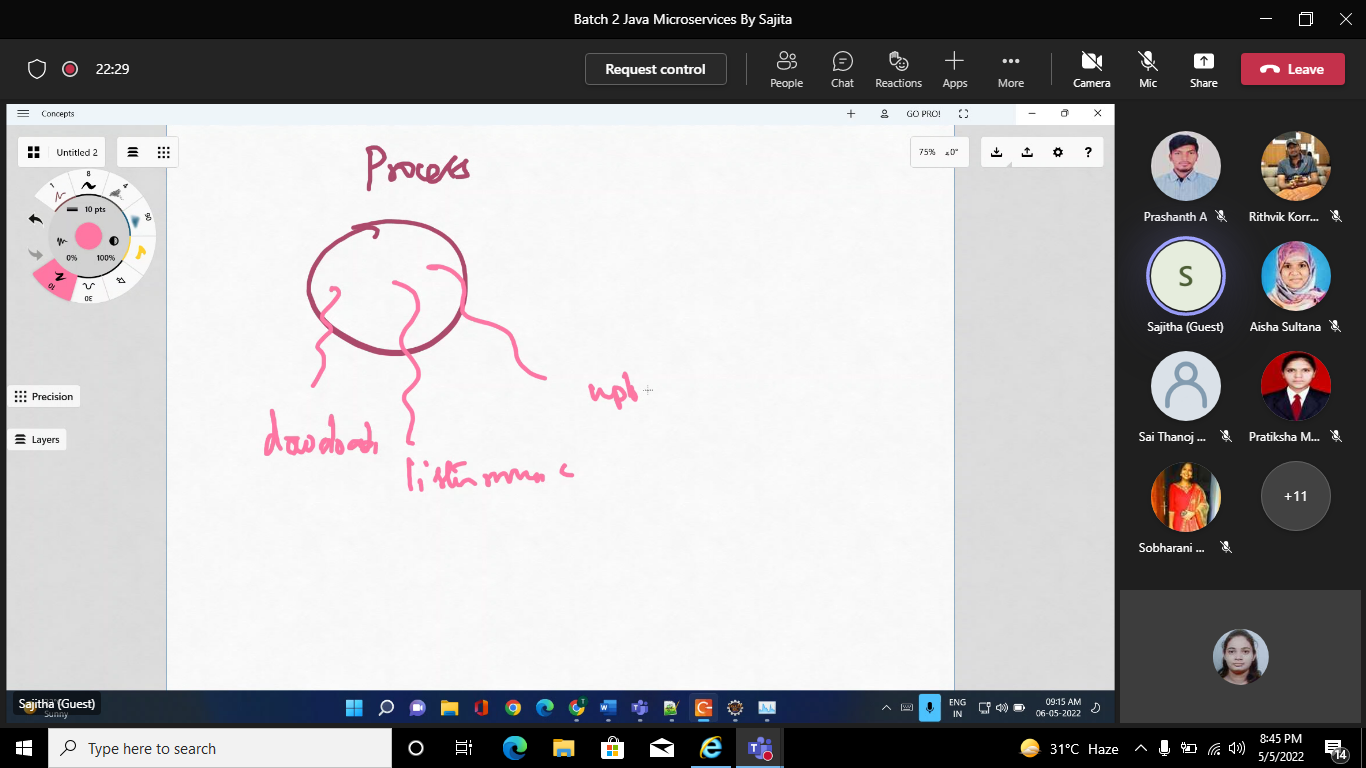 Batch 2 Java Microservices By Sajita
22:29
Request control
People
Chat
Reactions
Apps
More
Camera
Mic
Share
Leave
Concepts
GO PRO!
Untitled 2
75%
0°
10 pts
0%
100%
Precision
Layers
Process
download
upl
Prashanth A
Rithvik Korr...
S
Sajitha (Guest)
Aisha Sultana
Sai Thanoj ...
Pratiksha M...
Sobharani ...
+11
Sajitha (Guest)
Sunny
ENG
IN
09:15 AM
06-05-2022
Type here to search
31°C Haze
8:45 PM
5/5/2022
14